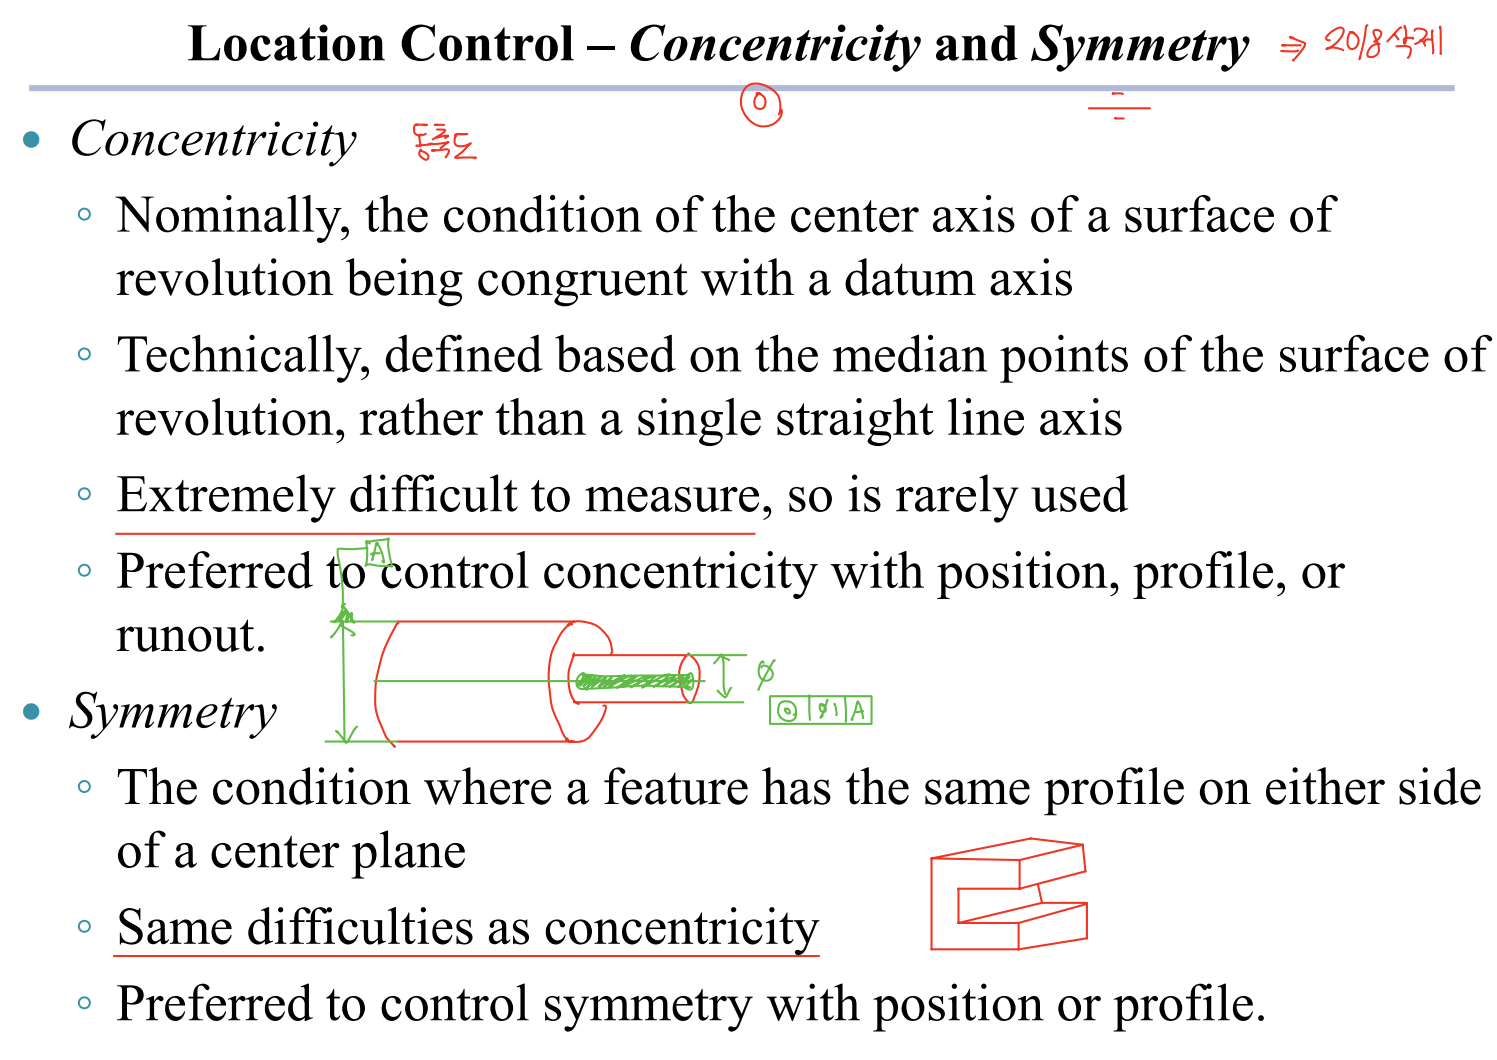 Location Control – Concentricity and Symmetry ⇒ 2018 삭제
• Concentricity 동축도
◦ Nominally, the condition of the center axis of a surface of
revolution being congruent with a datum axis
◦ Technically, defined based on the median points of the surface of
revolution, rather than a single straight line axis
◦ Extremely difficult to measure, so is rarely used
◦ Preferred to control concentricity with position, profile, or
runout.
A
Ø
◎ Ø1 A
• Symmetry
◦ The condition where a feature has the same profile on either side
of a center plane
◦ Same difficulties as concentricity
◦ Preferred to control symmetry with position or profile.